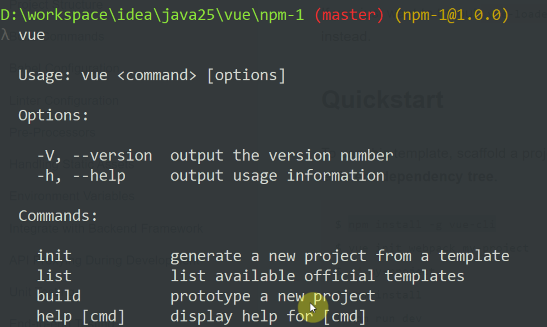 D:\workspace\idea\java25\vue\npm-1 (master) (npm-1@1.0.0)
λ vue
Usage: vue <command> [options]
Options:
-V, --version output the version number
-h, --help output usage information
Commands:
init generate a new project from a template
list list available official templates
build prototype a new project
help [cmd] display help for [cmd]
Quickstart